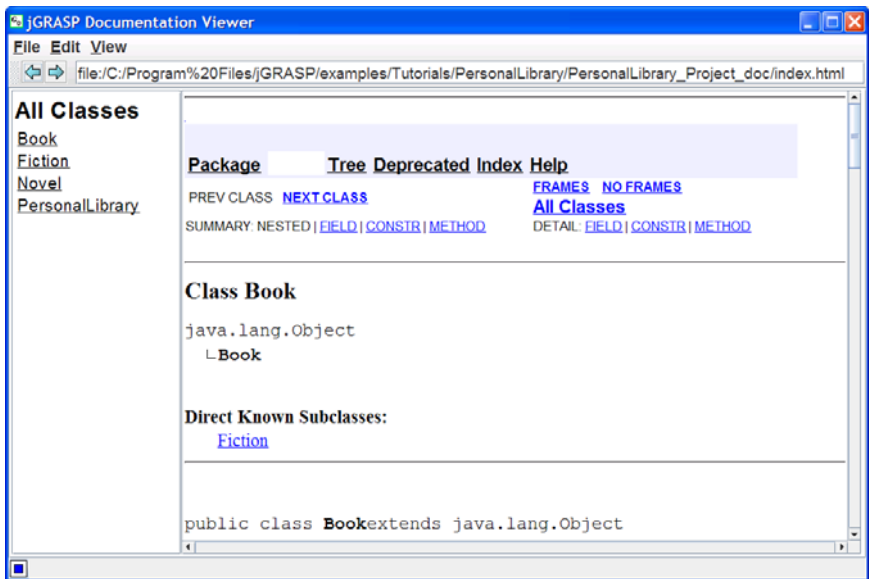 jGRASP Documentation Viewer
File Edit View
file:/C:/Program%20Files/jGRASP/examples/Tutorials/PersonalLibrary/PersonalLibrary_Project_doc/index.html
All Classes
Book
Fiction
Novel
PersonalLibrary
Package Tree Deprecated Index Help
PREV CLASS NEXT CLASS
FRAMES NO FRAMES
All Classes
SUMMARY: NESTED | FIELD | CONSTR | METHOD
DETAIL: FIELD | CONSTR | METHOD
Class Book
java.lang.Object
Book
Direct Known Subclasses:
Fiction
public class Bookextends java.lang.Object